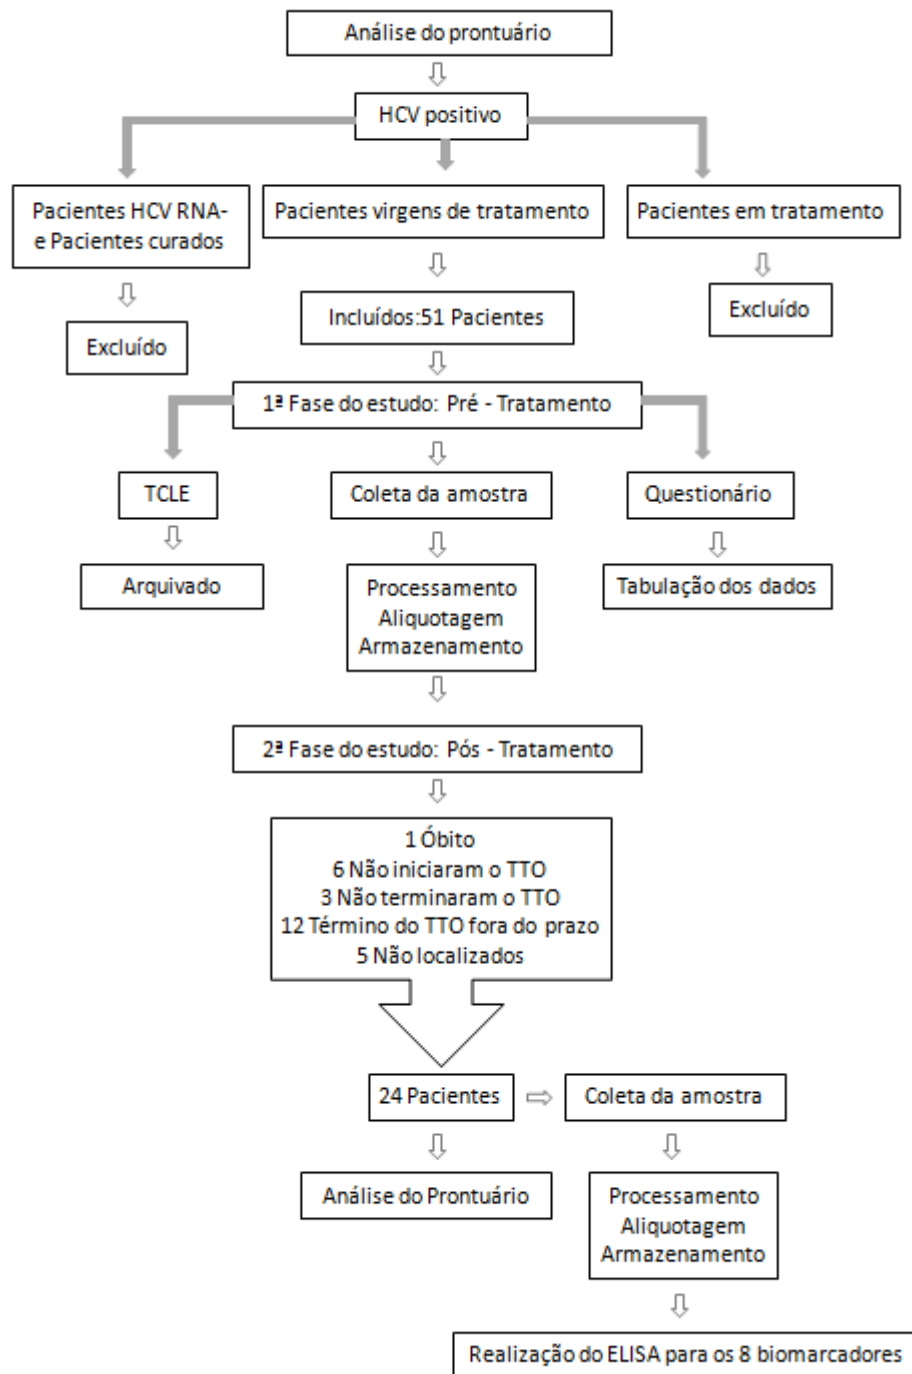 Análise do prontuário
HCV positivo
Pacientes HCV RNA-
e Pacientes curados
Pacientes virgens de tratamento
Pacientes em tratamento
Excluído
Incluídos:51 Pacientes
Excluído
1ª Fase do estudo: Pré - Tratamento
TCLE
Coleta da amostra
Questionário
Arquivado
Processamento
Aliquotagem
Armazenamento
Tabulação dos dados
2ª Fase do estudo: Pós - Tratamento
1 Óbito
6 Não iniciaram o TTO
3 Não terminaram o TTO
12 Término do TTO fora do prazo
5 Não localizados
24 Pacientes
Coleta da amostra
Análise do Prontuário
Processamento
Aliquotagem
Armazenamento
Realização do ELISA para os 8 biomarcadores